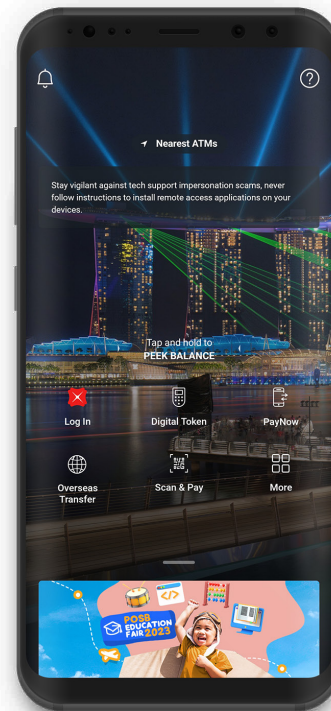 Nearest ATMs
Stay vigilant against tech support impersonation scams, never
follow instructions to install remote access applications on your
devices.
Tap and hold to
PEEK BALANCE
Log In
Digital Token
PayNow
Overseas
Transfer
Scan & Pay
More
POSB
EDUCATION
FAIR 2023